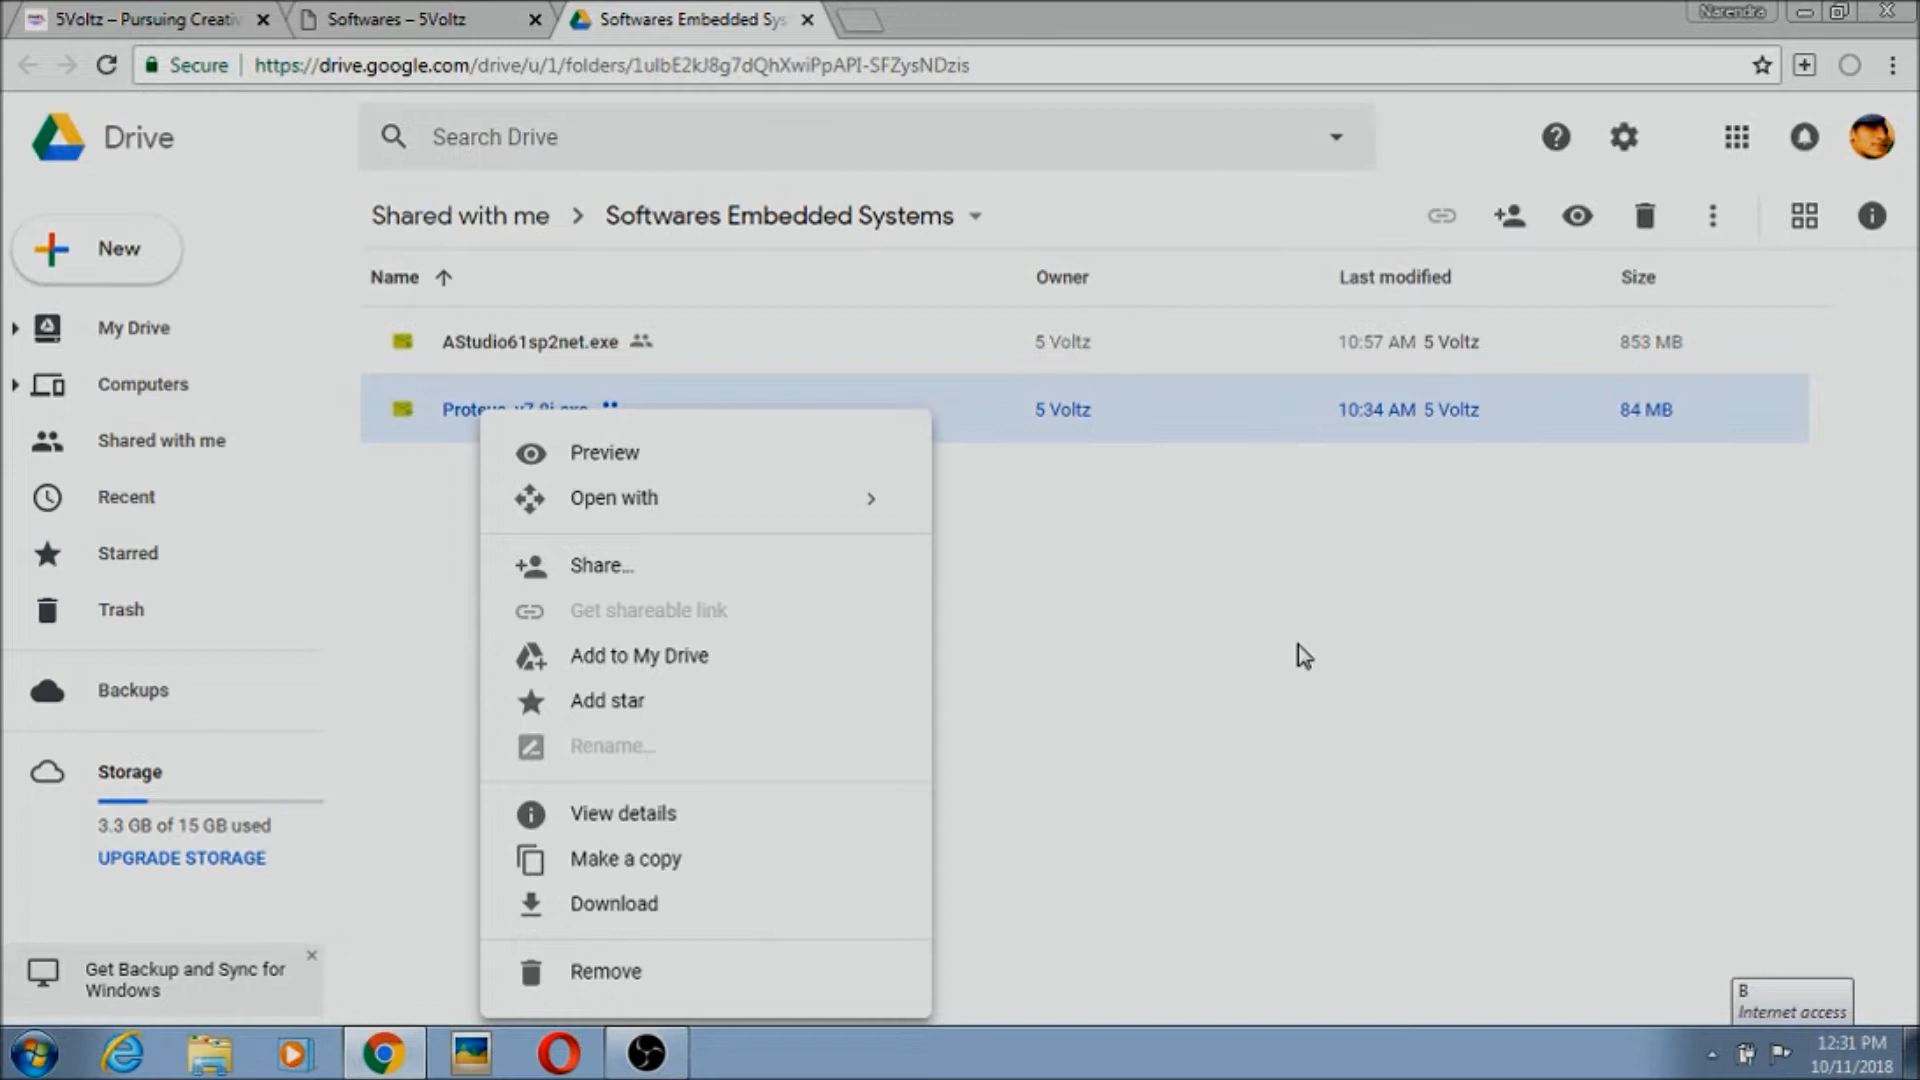 5Voltz – Pursuing Creativ
Softwares – 5Voltz
Softwares Embedded Sys
Narendra
Secure
https://drive.google.com/drive/u/1/folders/1ulbE2kJ8g7dQhXwiPpAPI-SFZysNDzis
Drive
Search Drive
Shared with me
Softwares Embedded Systems
New
Name
Owner
Last modified
Size
My Drive
AStudio61sp2net.exe
5 Voltz
10:57 AM 5 Voltz
853 MB
Computers
5 Voltz
10:34 AM 5 Voltz
84 MB
Shared with me
Preview
Recent
Open with
Starred
Share...
Trash
Get shareable link
Add to My Drive
Backups
Add star
Rename...
Storage
3.3 GB of 15 GB used
UPGRADE STORAGE
View details
Make a copy
Download
Get Backup and Sync for
Windows
Remove
B
Internet access
12:31 PM
10/11/2018